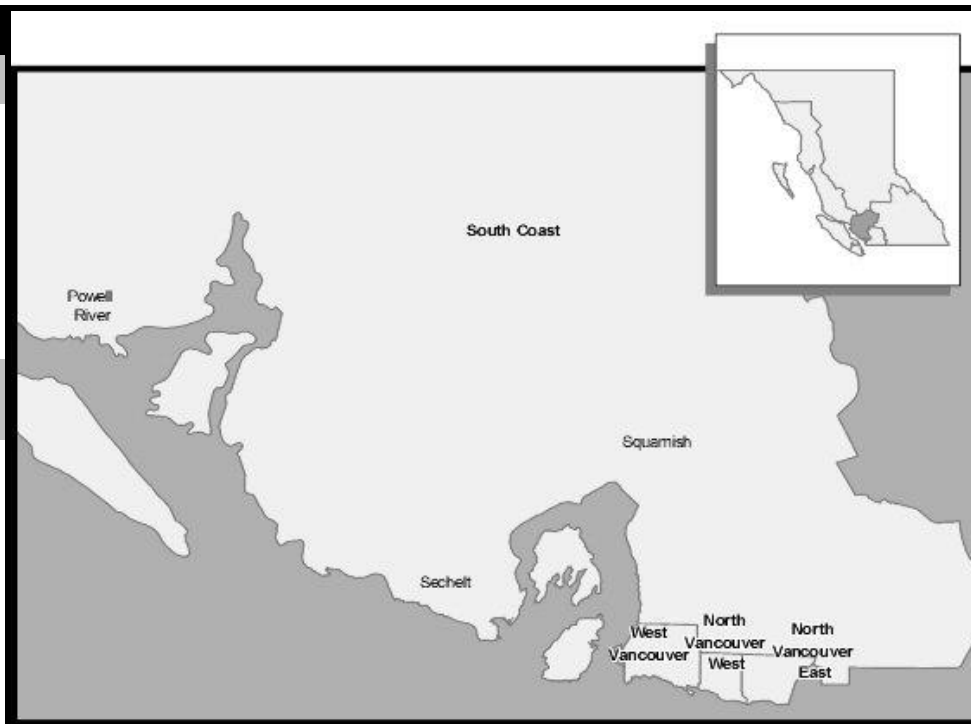 South Coast
Powell
River
Squamish
Sechelt
West
Vancouver
North
Vancouver
West
North
Vancouver
East